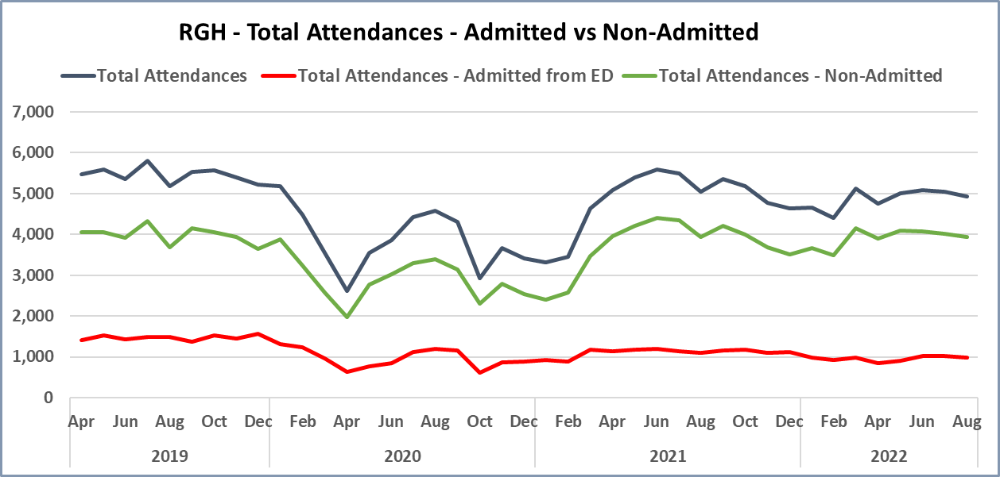 RGH - Total Attendances - Admitted vs Non-Admitted
Total Attendances Total Attendances - Admitted from ED Total Attendances - Non-Admitted
7,000
6,000
5,000
4,000
3,000
2,000
1,000
0
Apr Jun Aug Oct Dec Feb Apr Jun Aug Oct Dec Feb Apr Jun Aug Oct Dec Feb Apr Jun Aug
2019 2020 2021 2022